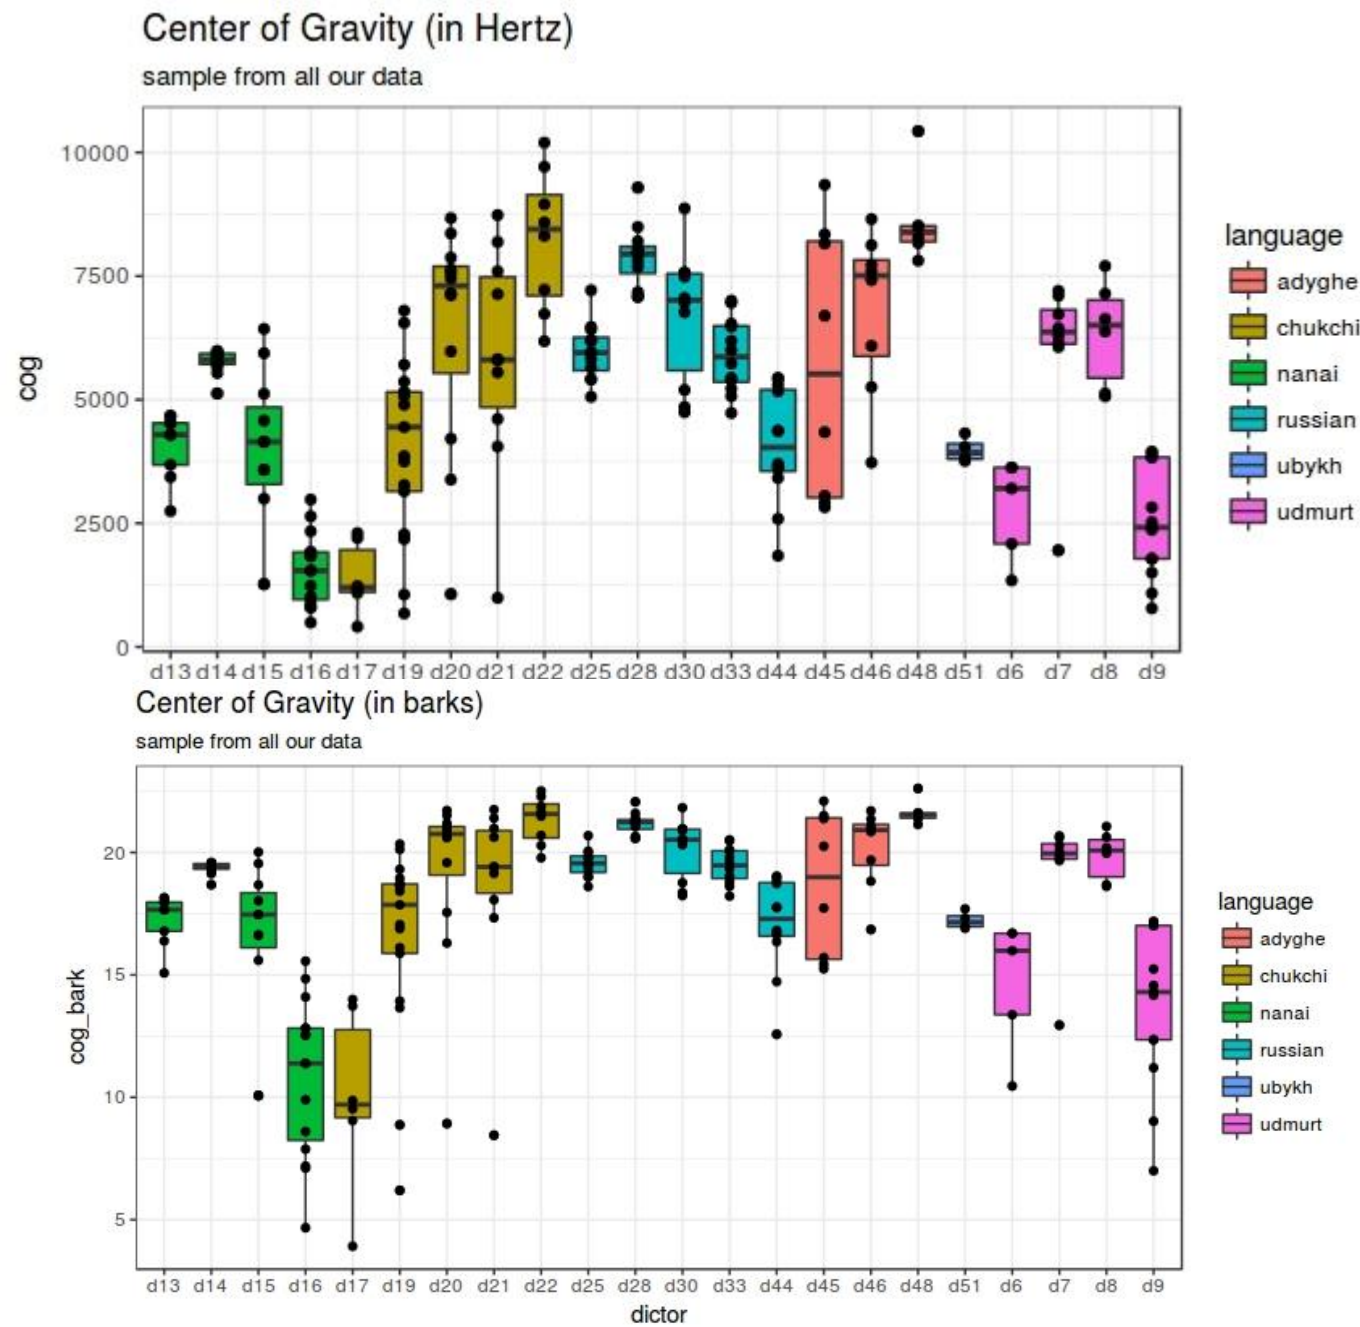 Center of Gravity (in Hertz)
sample from all our data
10000
7500
5000
2500
0
cog
d13 d14 d15 d16 d17 d19 d20 d21 d22 d25 d28 d30 d33 d44 d45 d46 d48 d51 d6 d7 d8 d9
language
adyghe
chukchi
nanai
russian
ubykh
udmurt
Center of Gravity (in barks)
sample from all our data
20
15
10
5
cog_bark
d13 d14 d15 d16 d17 d19 d20 d21 d22 d25 d28 d30 d33 d44 d45 d46 d48 d51 d6 d7 d8 d9
dictor
language
adyghe
chukchi
nanai
russian
ubykh
udmurt